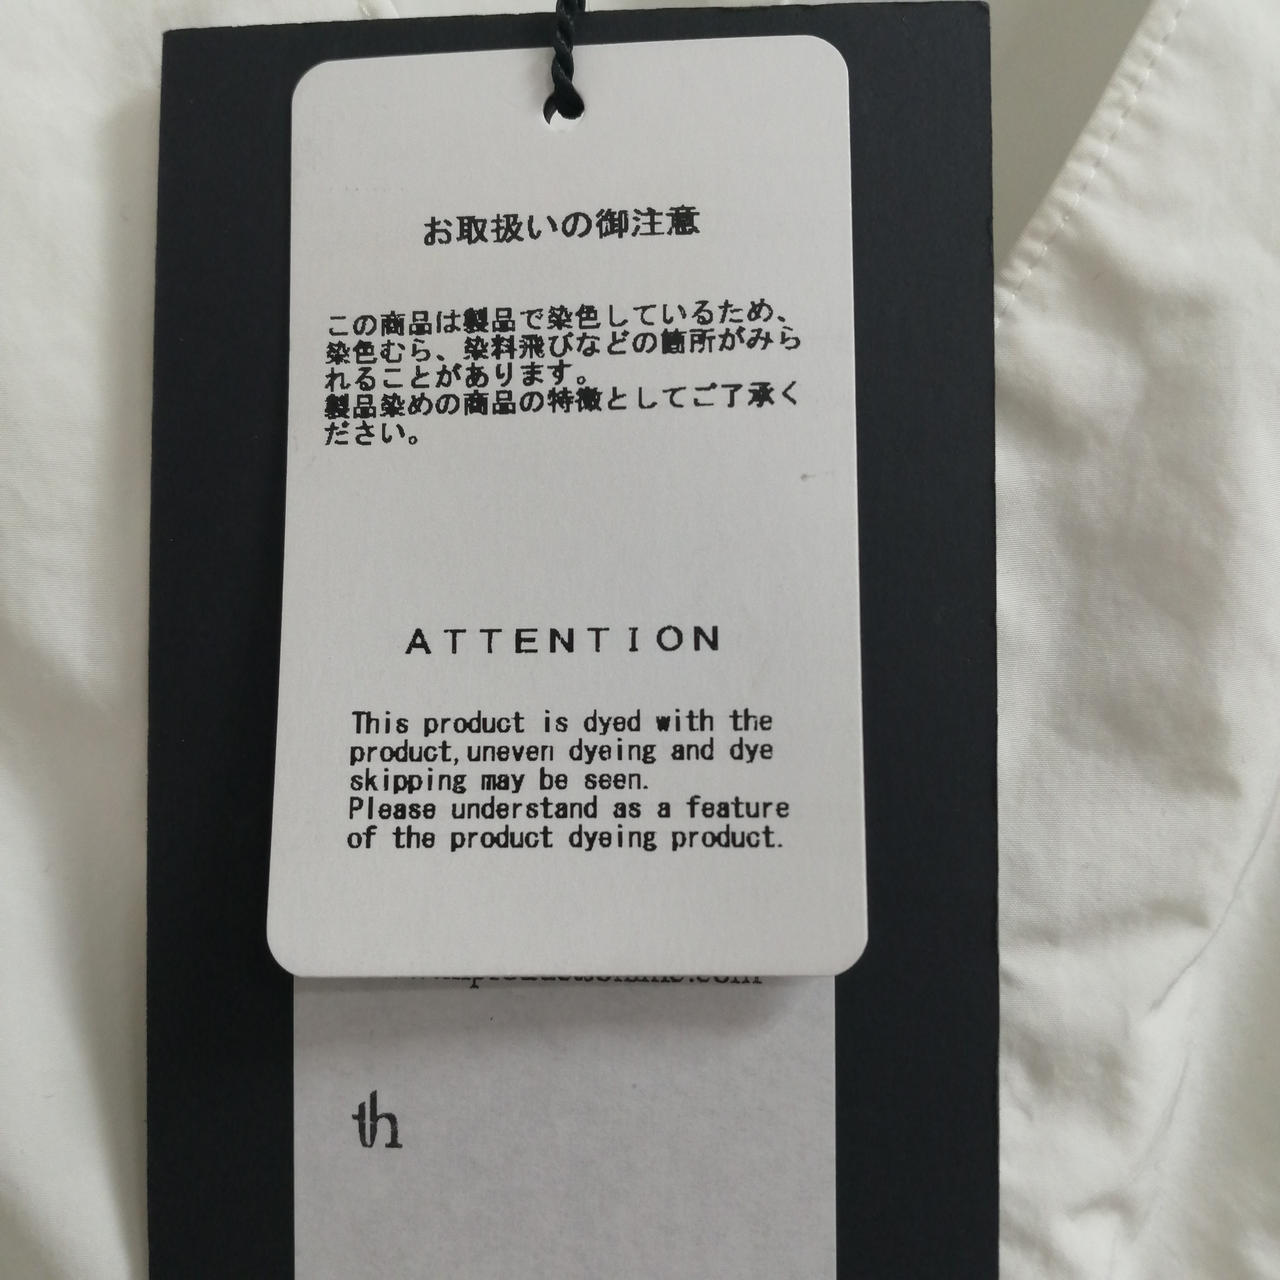 お取扱いの御注意
この商品は製品で染色しているため、
染色むら、染料飛びなどの箇所がみら
れることがあります。
製品染めの商品の特徴としてご了承く
ださい。
ATTENTION
This product is dyed with the
product,uneven dyeing and dye
skipping may be seen.
Please understand as a feature
of the product dyeing product.
th